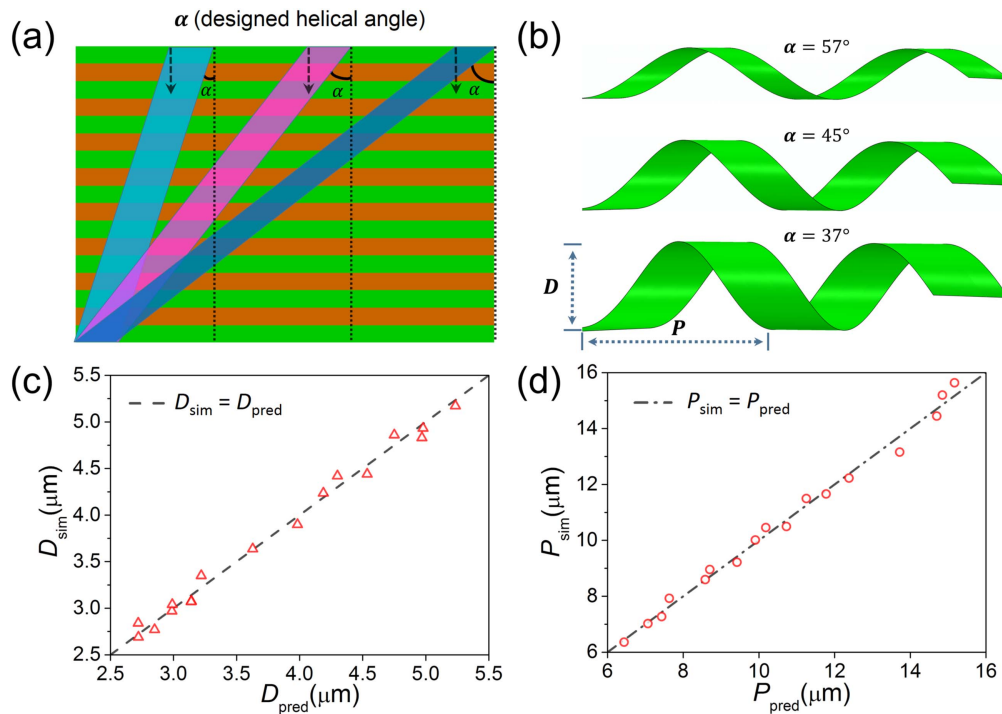 α (designed helical angle)
(a)
α
α
α
(b)
α = 57°
α = 45°
α = 37°
D
P
(c)
5.5
5.0
4.5
4.0
3.5
3.0
2.5
D_sim = D_pred
D_sim(μm)
2.5 3.0 3.5 4.0 4.5 5.0 5.5
D_pred(μm)
(d)
16
14
12
10
8
6
P_sim = P_pred
P_sim(μm)
6 8 10 12 14 16
P_pred(μm)